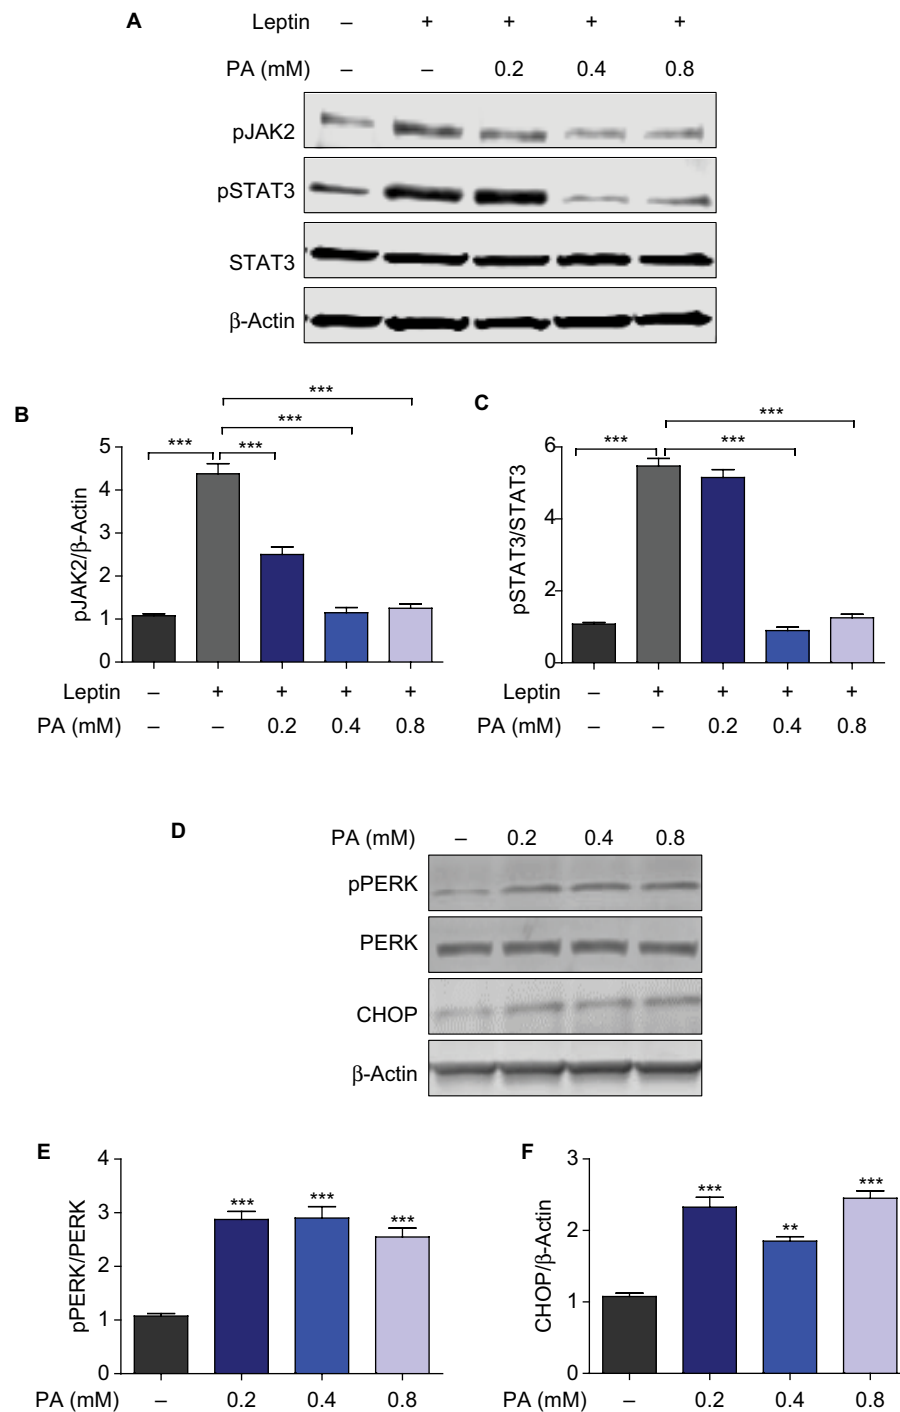 A
Leptin – + + + +
PA (mM) – – 0.2 0.4 0.8
pJAK2
pSTAT3
STAT3
β-Actin
B
***
***
*** ***
5
4
3
2
1
0
pJAK2/β-Actin
Leptin – + + + +
PA (mM) – – 0.2 0.4 0.8
C
***
*** ***
6
4
2
0
pSTAT3/STAT3
Leptin – + + + +
PA (mM) – – 0.2 0.4 0.8
D
PA (mM) – 0.2 0.4 0.8
pPERK
PERK
CHOP
β-Actin
E
4
3
2
1
0
pPERK/PERK
*** *** ***
PA (mM) – 0.2 0.4 0.8
F
3
2
1
0
CHOP/β-Actin
*** ** ***
PA (mM) – 0.2 0.4 0.8